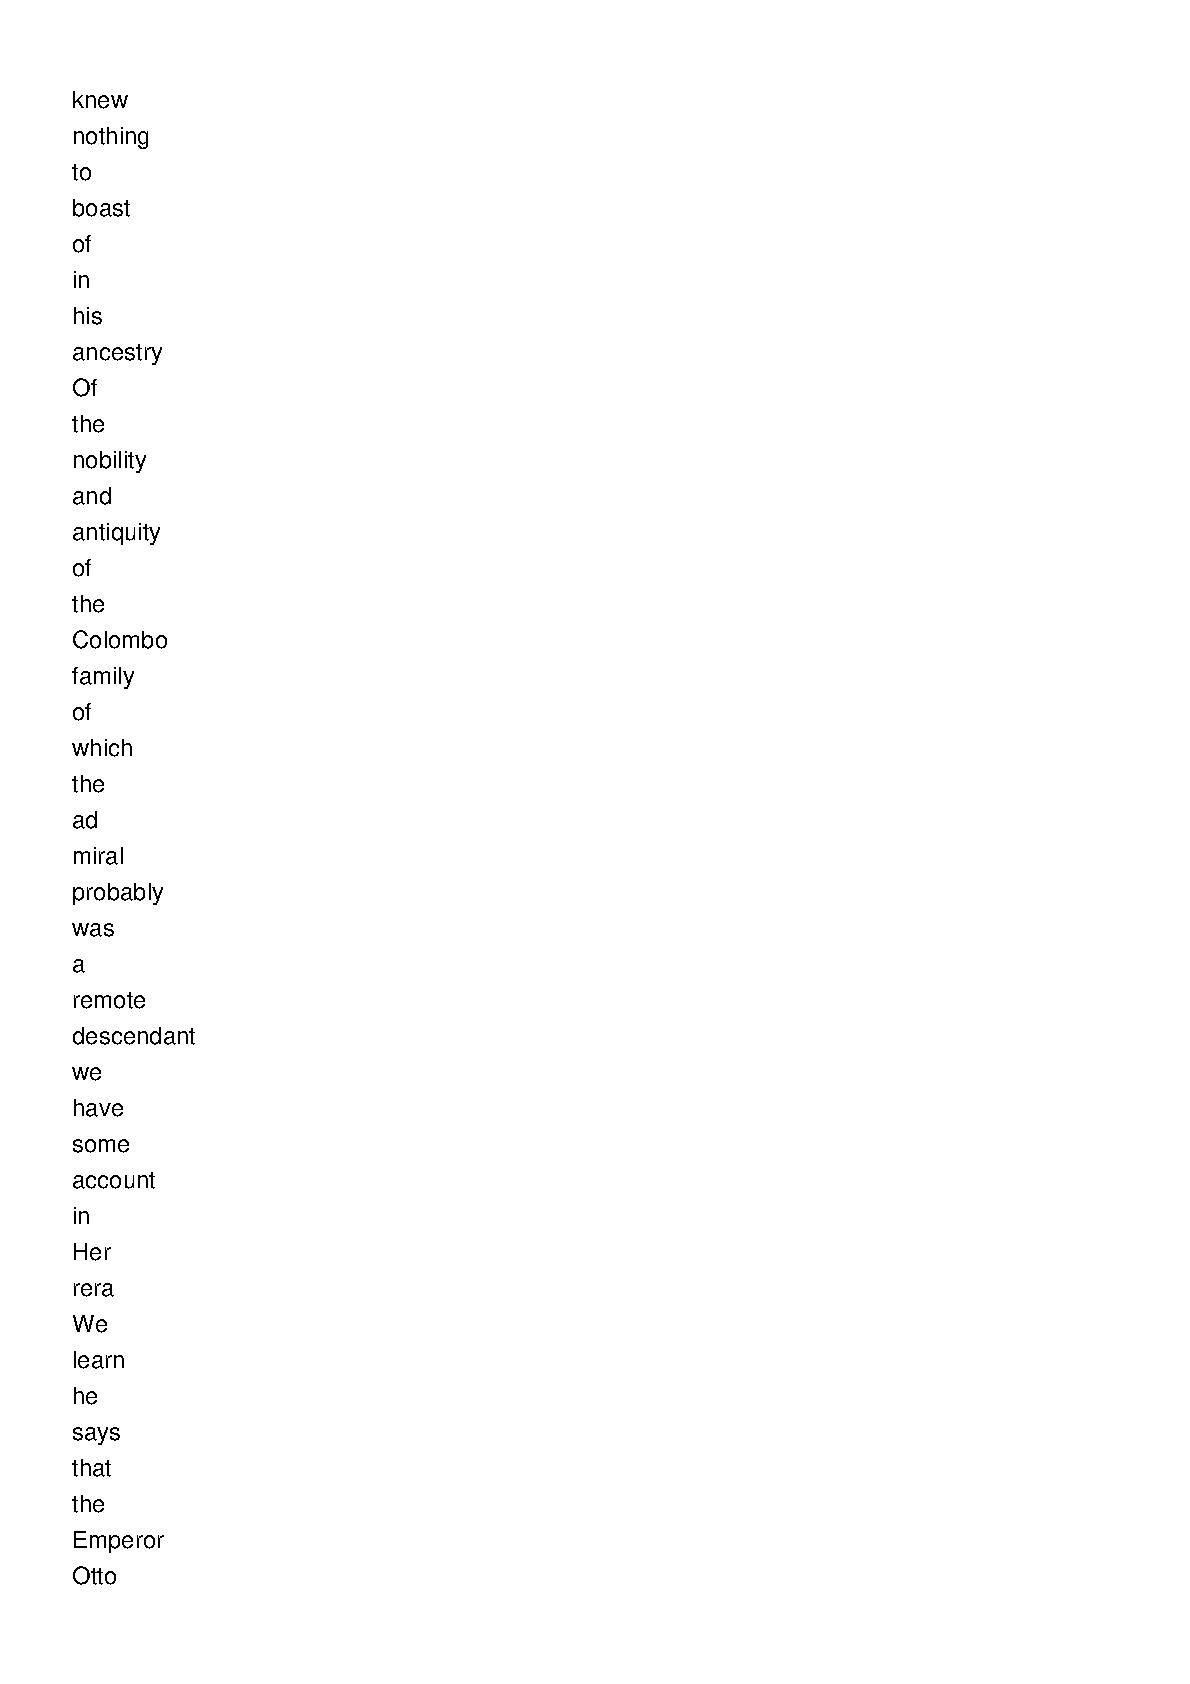 knew
nothing
to
boast
of
in
his
ancestry
Of
the
nobility
and
antiquity
of
the
Colombo
family
of
which
the
ad
miral
probably
was
a
remote
descendant
we
have
some
account
in
Her
rera
We
learn
he
says
that
the
Emperor
Otto